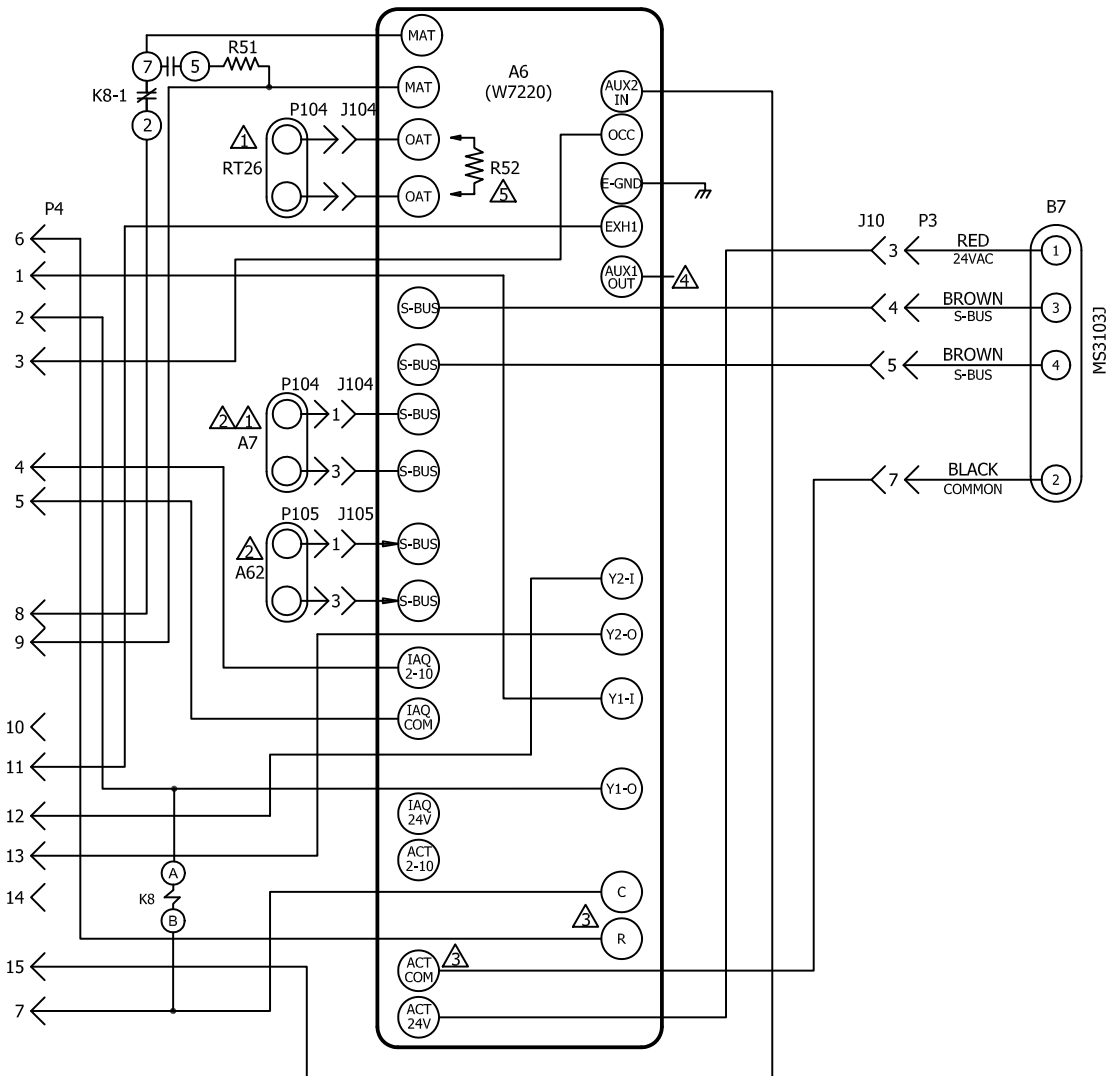 MAT
7
5
R51
A6
(W7220)
K8-1
MAT
AUX2
IN
2
P104
J104
1
RT26
OAT
OCC
R52
5
OAT
E-GND
P4
6
EXH1
J10
P3
B7
3
RED
24VAC
1
1
AUX1
OUT
4
S-BUS
4
BROWN
S-BUS
3
2
MS3103J
3
S-BUS
5
BROWN
S-BUS
4
P104
J104
2
1
A7
1
S-BUS
4
3
S-BUS
7
BLACK
COMMON
2
5
P105
J105
2
A62
1
S-BUS
Y2-I
3
S-BUS
8
9
Y2-O
IAQ
2-10
Y1-I
10
IAQ
COM
11
Y1-O
12
IAQ
24V
13
ACT
2-10
A
K8
B
14
C
3
R
15
ACT
COM
3
7
ACT
24V